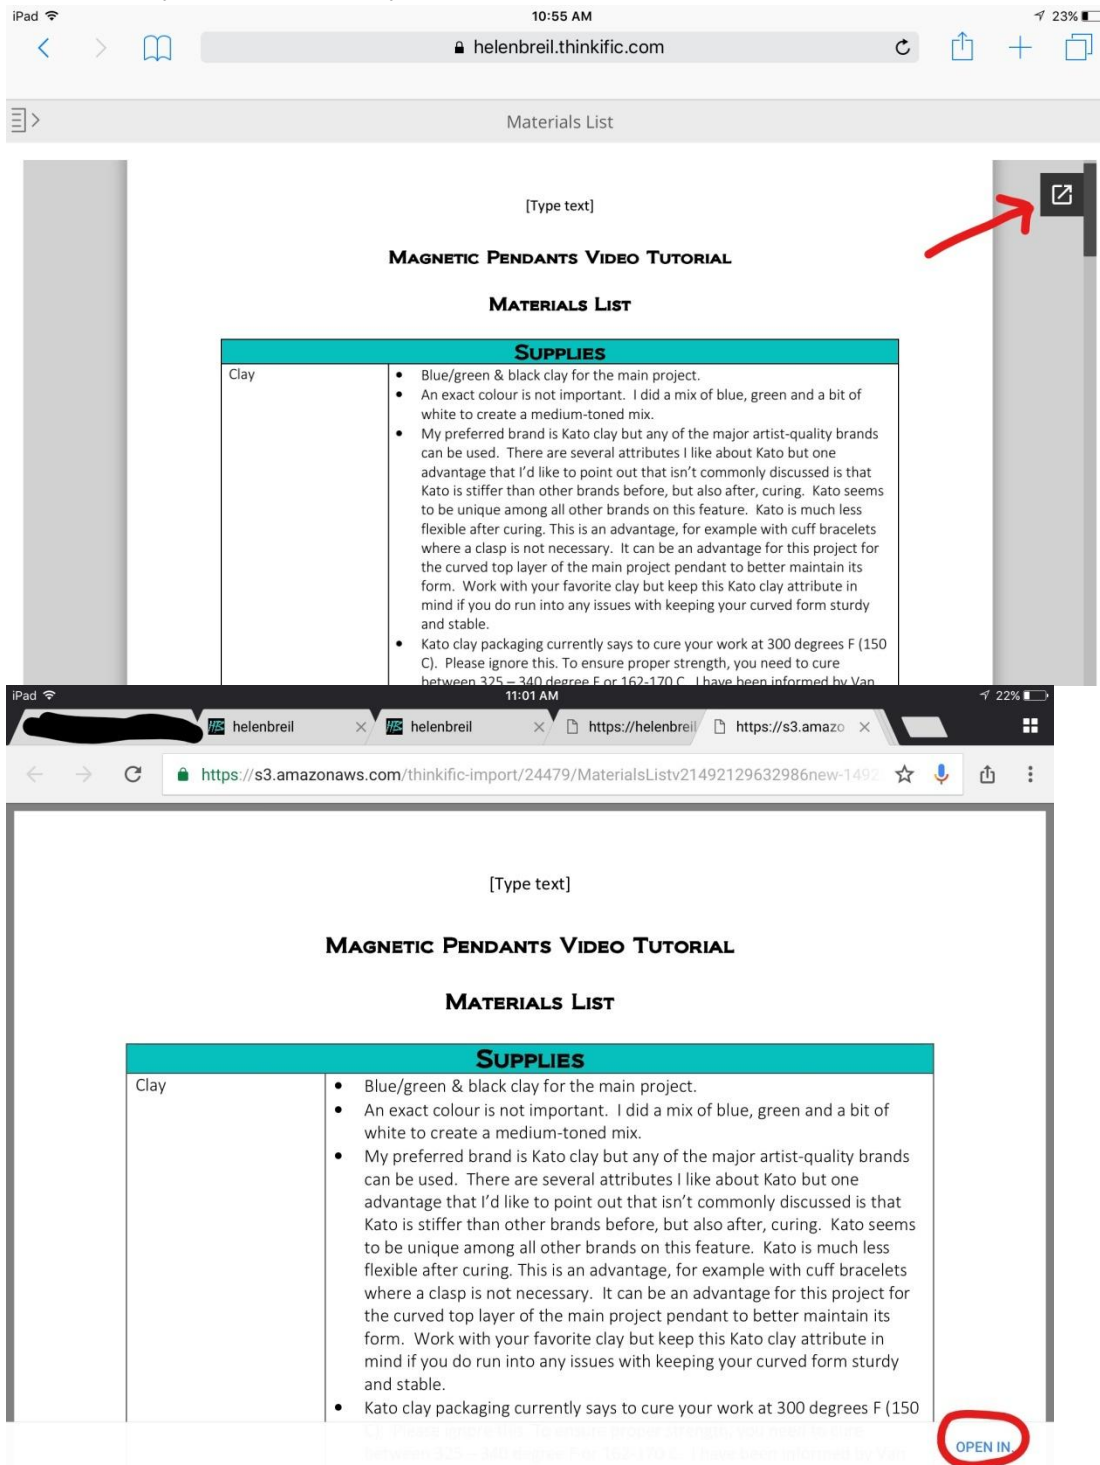 iPad 10:55 AM 23%
helenbreil.thinkific.com
Materials List
[Type text]
MAGNETIC PENDANTS VIDEO TUTORIAL
MATERIALS LIST
SUPPLIES
Clay
• Blue/green & black clay for the main project.
• An exact colour is not important. I did a mix of blue, green and a bit of
white to create a medium-toned mix.
• My preferred brand is Kato clay but any of the major artist-quality brands
can be used. There are several attributes I like about Kato but one
advantage that I'd like to point out that isn't commonly discussed is that
Kato is stiffer than other brands before, but also after, curing. Kato seems
to be unique among all other brands on this feature. Kato is much less
flexible after curing. This is an advantage, for example with cuff bracelets
where a clasp is not necessary. It can be an advantage for this project for
the curved top layer of the main project pendant to better maintain its
form. Work with your favorite clay but keep this Kato clay attribute in
mind if you do run into any issues with keeping your curved form sturdy
and stable.
• Kato clay packaging currently says to cure your work at 300 degrees F (150
C). Please ignore this. To ensure proper strength, you need to cure
between 325 – 340 degree F or 162-170 C. I have been informed by Van
iPad 11:01 AM 22%
HB helenbreil HB helenbreil https://helenbreil https://s3.amazo
https://s3.amazonaws.com/thinkific-import/24479/MaterialsListv21492129632986new-1492
[Type text]
MAGNETIC PENDANTS VIDEO TUTORIAL
MATERIALS LIST
SUPPLIES
Clay
• Blue/green & black clay for the main project.
• An exact colour is not important. I did a mix of blue, green and a bit of
white to create a medium-toned mix.
• My preferred brand is Kato clay but any of the major artist-quality brands
can be used. There are several attributes I like about Kato but one
advantage that I'd like to point out that isn't commonly discussed is that
Kato is stiffer than other brands before, but also after, curing. Kato seems
to be unique among all other brands on this feature. Kato is much less
flexible after curing. This is an advantage, for example with cuff bracelets
where a clasp is not necessary. It can be an advantage for this project for
the curved top layer of the main project pendant to better maintain its
form. Work with your favorite clay but keep this Kato clay attribute in
mind if you do run into any issues with keeping your curved form sturdy
and stable.
• Kato clay packaging currently says to cure your work at 300 degrees F (150
OPEN IN